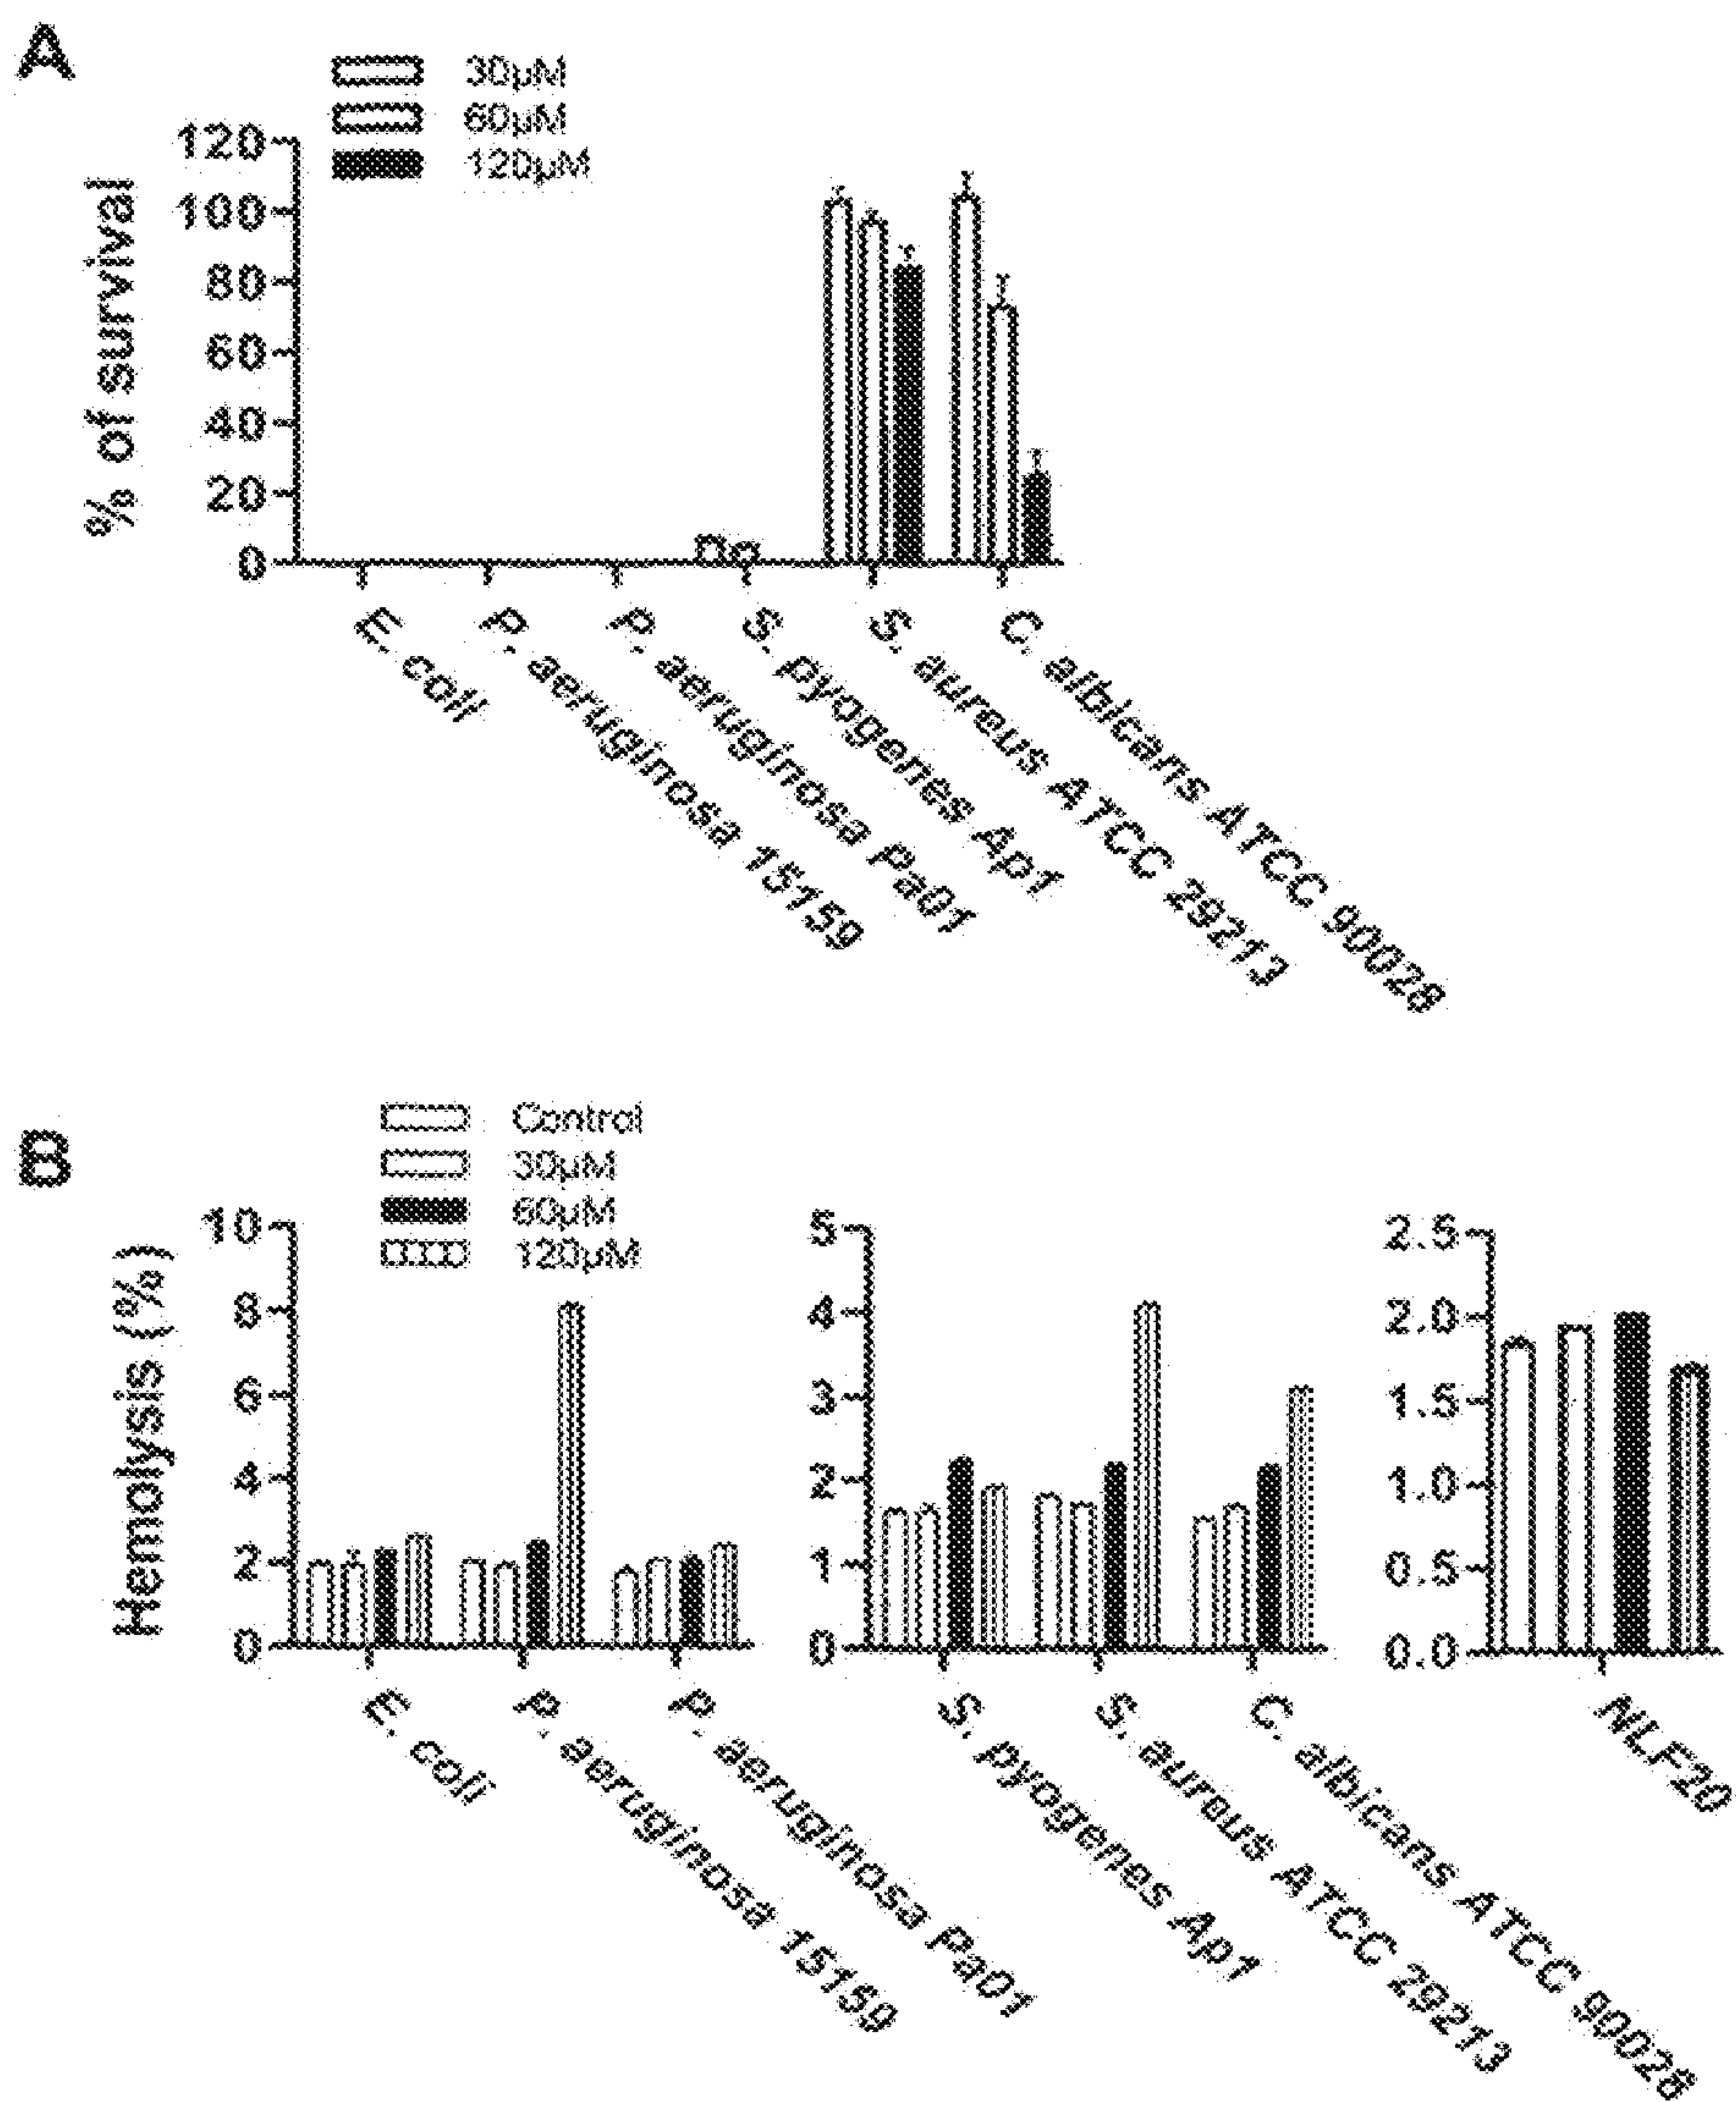 A
30µM
60µM
120µM
120
100
80
60
40
20
0
% of survival
E. coli
P. aeruginosa 15159
P. aeruginosa Pa01
S. pyogenes Ap1
S. aureus ATCC 29213
C. albicans ATCC 90028
B
Control
30µM
60µM
120µM
Hemolysis (%)
10
8
6
4
2
0
E. coli
P. aeruginosa 15159
P. aeruginosa Pa01
5
4
3
2
1
0
S. pyogenes Ap1
S. aureus ATCC 29213
C. albicans ATCC 90028
2.5
2.0
1.5
1.0
0.5
0.0
NLF20